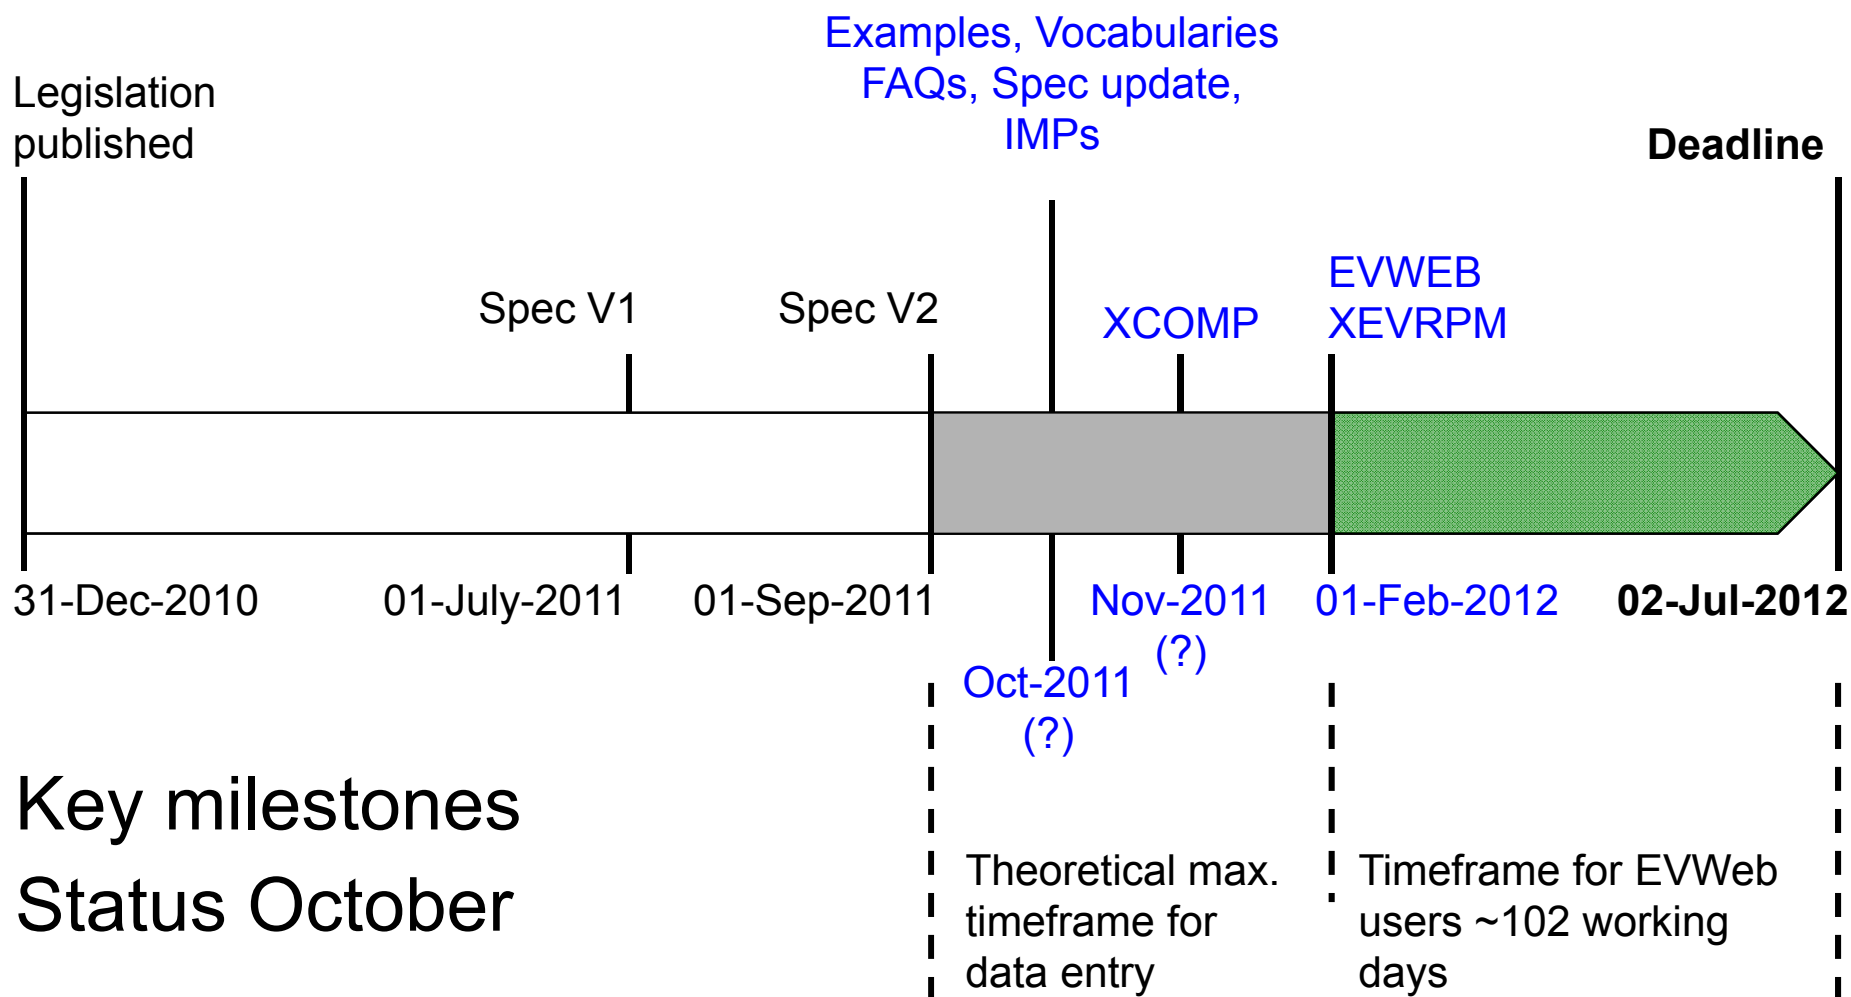 Examples, Vocabularies
FAQs, Spec update,
IMPs
Legislation
published
Deadline
Spec V1
Spec V2
XCOMP
EVWEB
XEVRPM
31-Dec-2010
01-July-2011
01-Sep-2011
Nov-2011
(?)
01-Feb-2012
02-Jul-2012
Oct-2011
(?)
Key milestones
Status October
Theoretical max.
timeframe for
data entry
Timeframe for EVWeb
users ~102 working
days